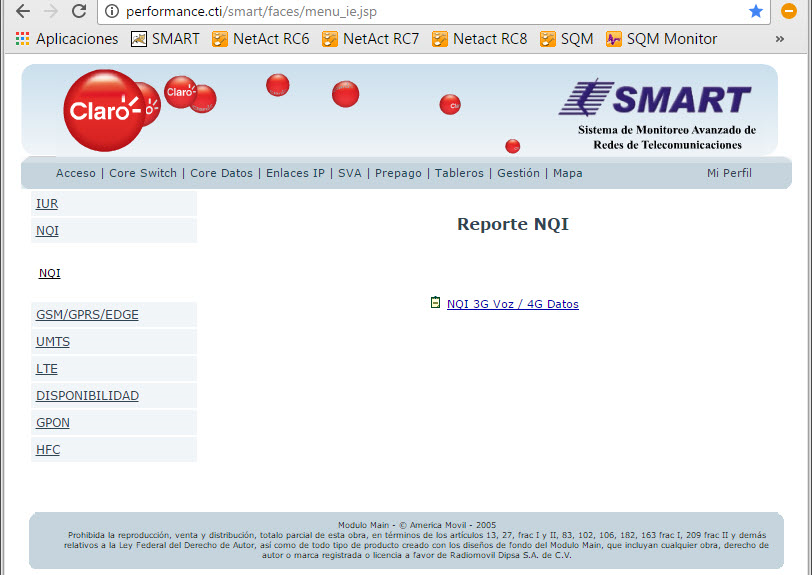 performance.cti/smart/faces/menu_ie.jsp
Aplicaciones SMART NetAct RC6 NetAct RC7 Netact RC8 SQM SQM Monitor »
Claro
Claro
SMART
Sistema de Monitoreo Avanzado de
Redes de Telecomunicaciones
Acceso | Core Switch | Core Datos | Enlaces IP | SVA | Prepago | Tableros | Gestión | Mapa Mi Perfil
IUR
NQI
NQI
GSM/GPRS/EDGE
UMTS
LTE
DISPONIBILIDAD
GPON
HFC
Reporte NQI
NQI 3G Voz / 4G Datos
Modulo Main - © America Movil - 2005
Prohibida la reproducción, venta y distribución, totalo parcial de esta obra, en términos de los artículos 13, 27, frac I y II, 83, 102, 106, 182, 163 frac I, 209 frac II y demás
relativos a la Ley Federal del Derecho de Autor, así como de todo tipo de producto creado con los diseños de fondo del Modulo Main, que incluyan cualquier obra, derecho de
autor o marca registrada o licencia a favor de Radiomovil Dipsa S.A. de C.V.